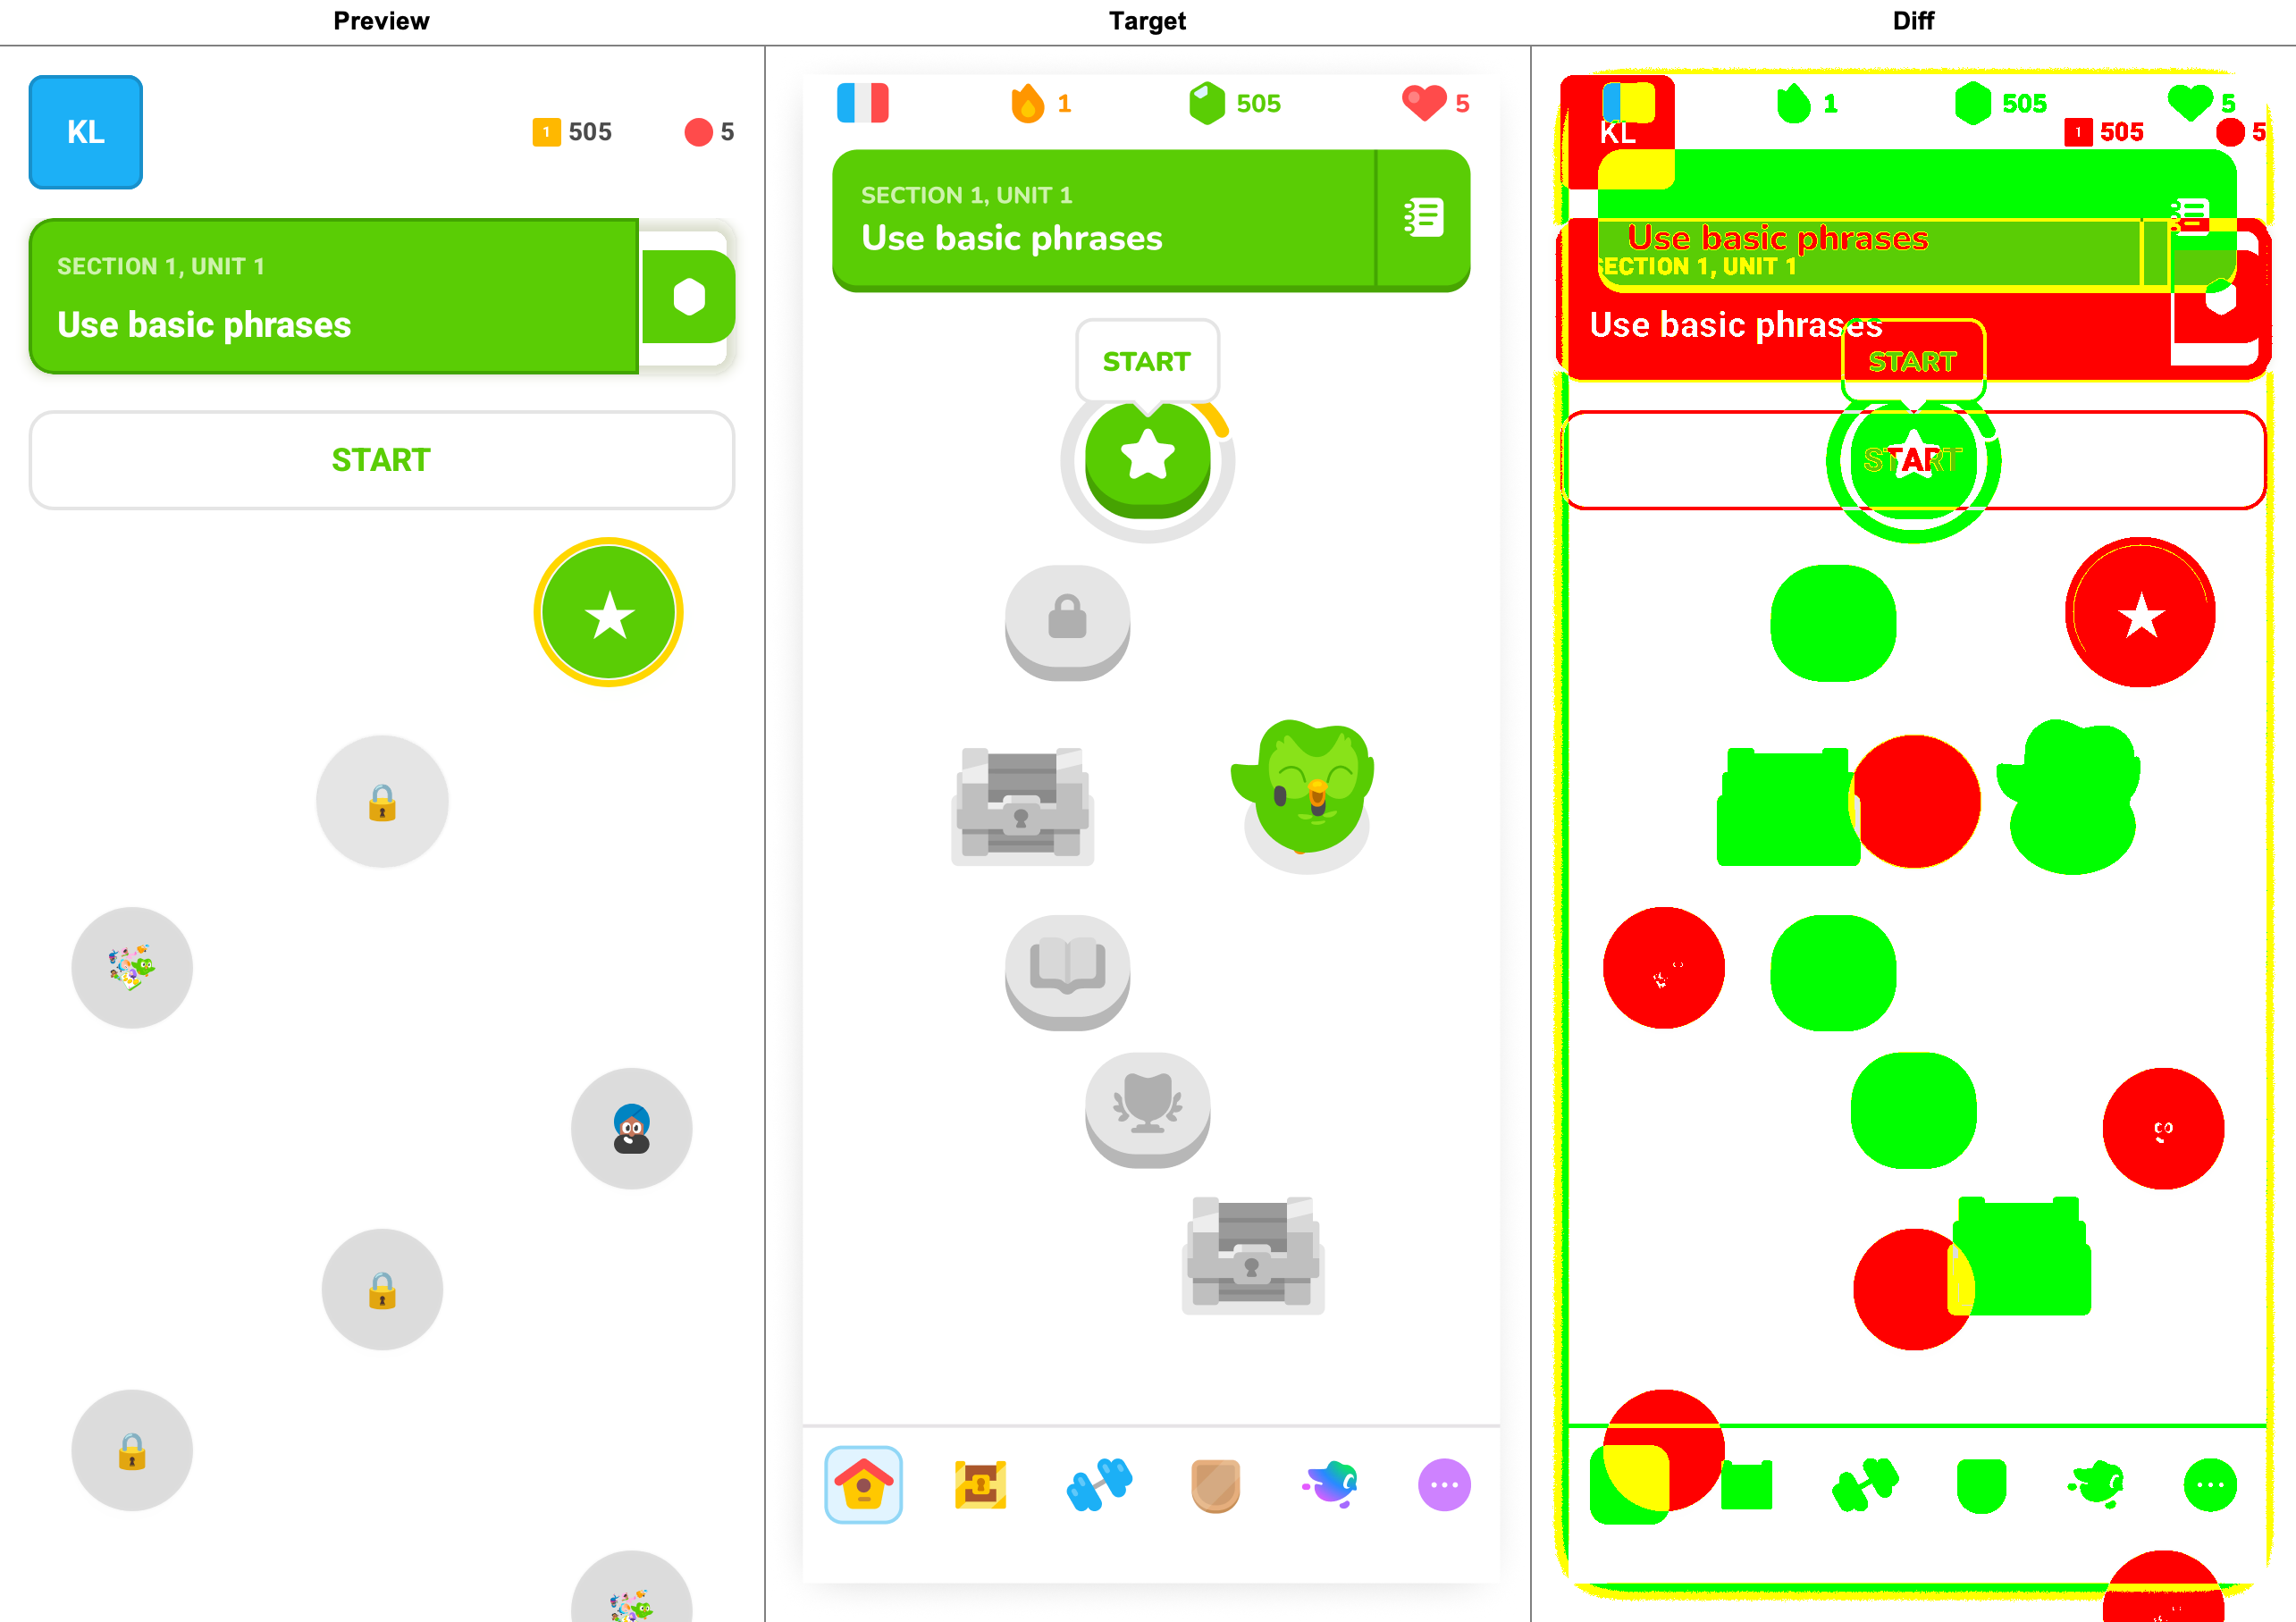 Preview
Target
Diff
KL
1 505
5
SECTION 1, UNIT 1
Use basic phrases
START
1
505
5
SECTION 1, UNIT 1
Use basic phrases
START
1
505
5
KL
1 505
5
Use basic phrases
SECTION 1, UNIT 1
Use basic phrases
START
START